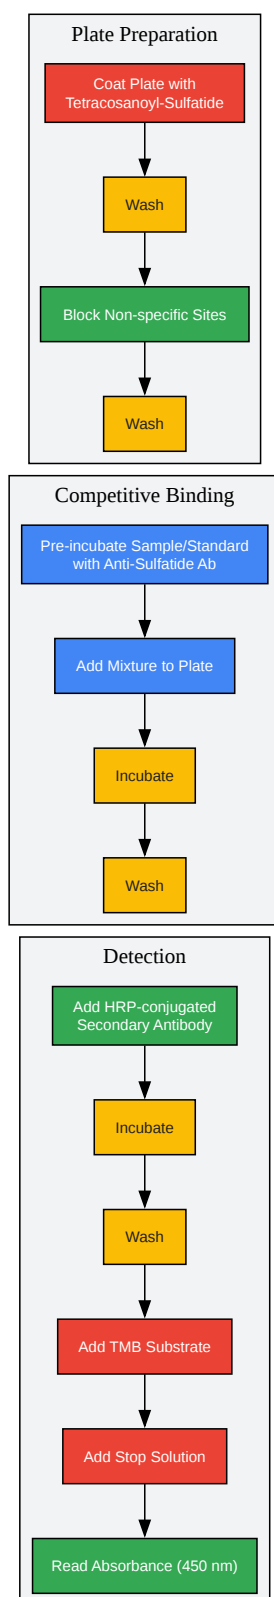 Plate Preparation
Coat Plate with
Tetracosanoyl-Sulfatide
Wash
Block Non-specific Sites
Wash
Competitive Binding
Pre-incubate Sample/Standard
with Anti-Sulfatide Ab
Add Mixture to Plate
Incubate
Wash
Detection
Add HRP-conjugated
Secondary Antibody
Incubate
Wash
Add TMB Substrate
Add Stop Solution
Read Absorbance (450 nm)